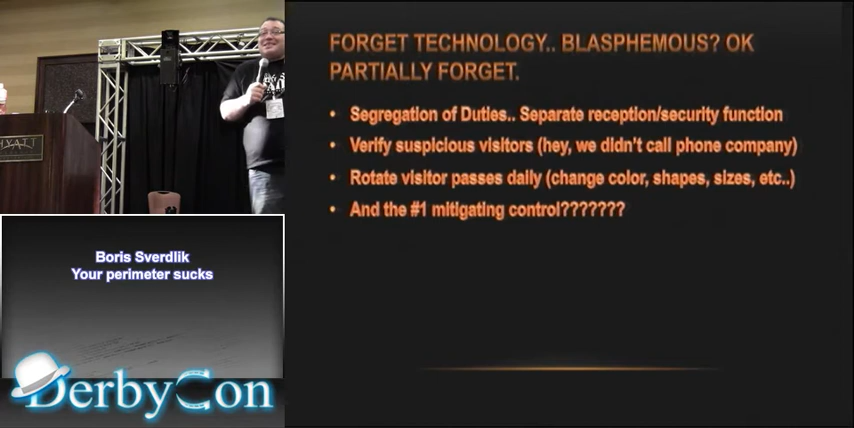 FORGET TECHNOLOGY.. BLASPHEMOUS? OK
PARTIALLY FORGET.
• Segregation of Duties.. Separate reception/security function
• Verify suspicious visitors (hey, we didn't call phone company)
• Rotate visitor passes daily (change color, shapes, sizes, etc..)
• And the #1 mitigating control???????
HYATT
Boris Sverdlik
Your perimeter sucks
DerbyCon